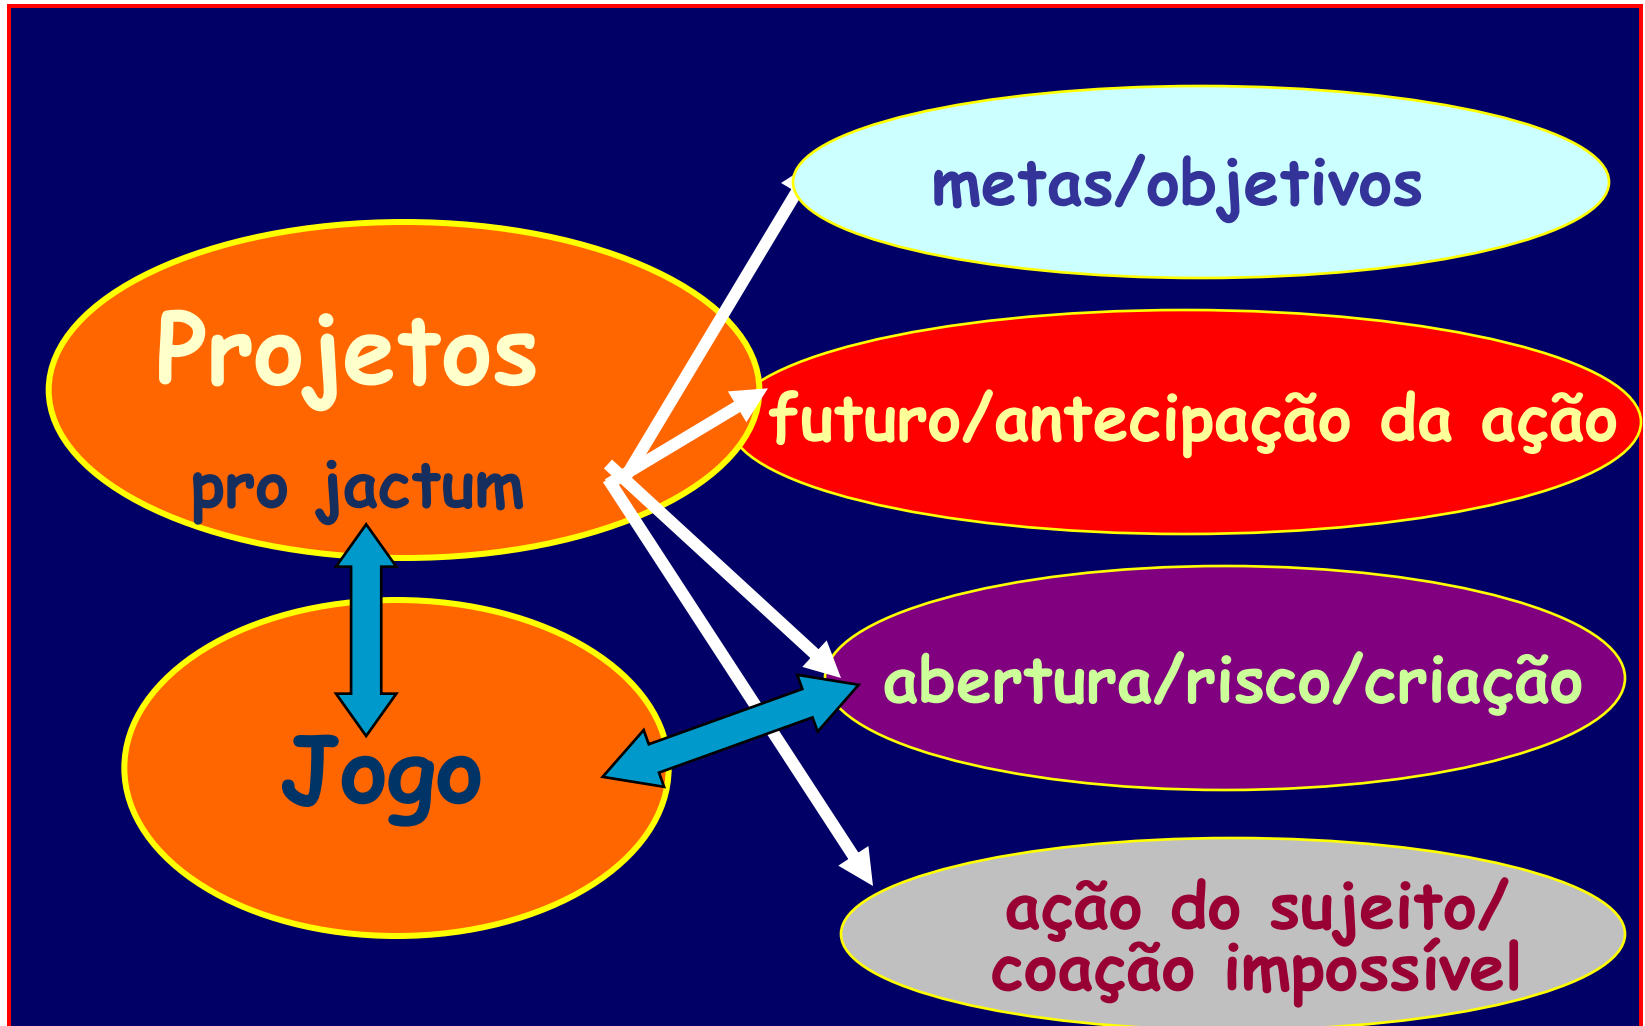 Projetos
pro jactum
Jogo
metas/objetivos
futuro/antecipação da ação
abertura/risco/criação
ação do sujeito/
coação impossível